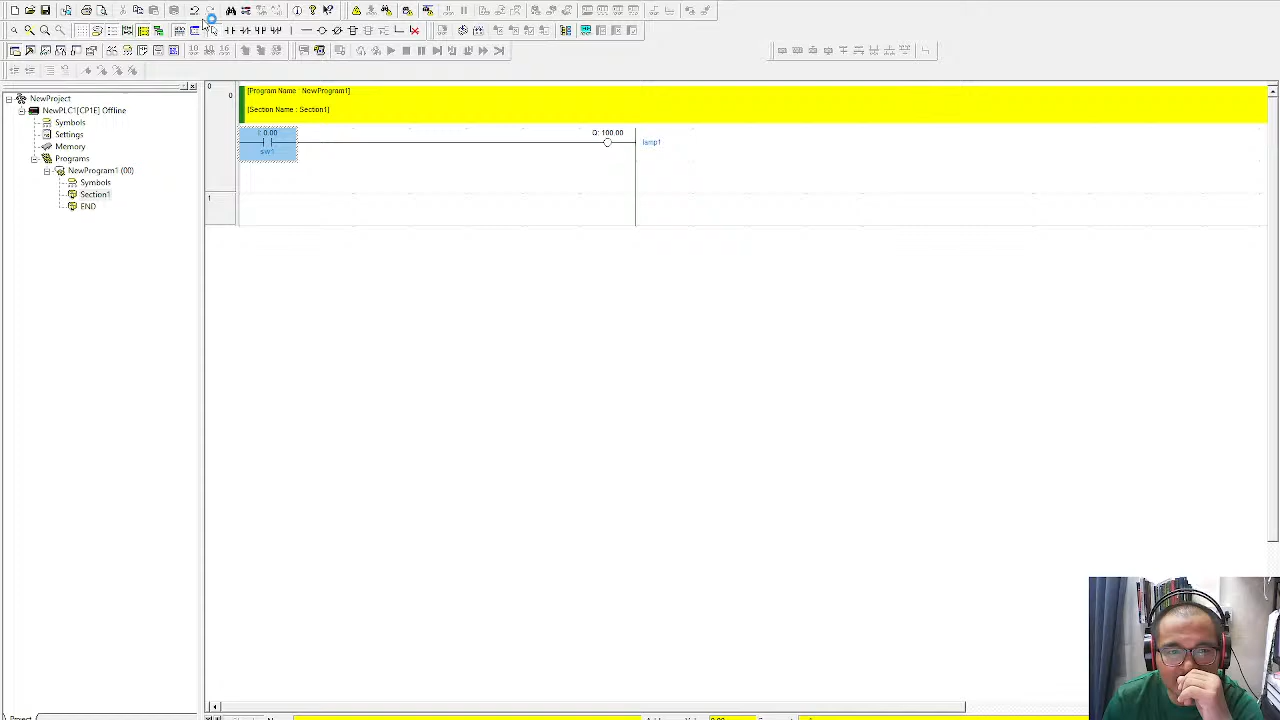 NewProject
NewPLC1[CP1E] Offline
Symbols
Settings
Memory
Programs
NewProgram1 (00)
Symbols
Section1
END
0
0
[Program Name : NewProgram1]
[Section Name : Section1]
I: 0.00
sw1
Q: 100.00
lamp1
1